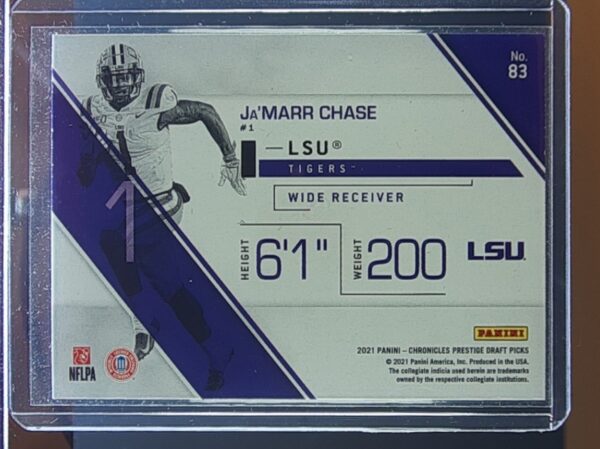 No.
83
JA'MARR CHASE
#1
LSU®
TIGERS™
WIDE RECEIVER
1
HEIGHT
6'1"
WEIGHT
200
LSU
PANINI
2021 PANINI – CHRONICLES PRESTIGE DRAFT PICKS
© 2021 Panini America, Inc. Produced in the USA.
The collegiate indicia used herein are trademarks
owned by the respective collegiate institutions.
NFLPA